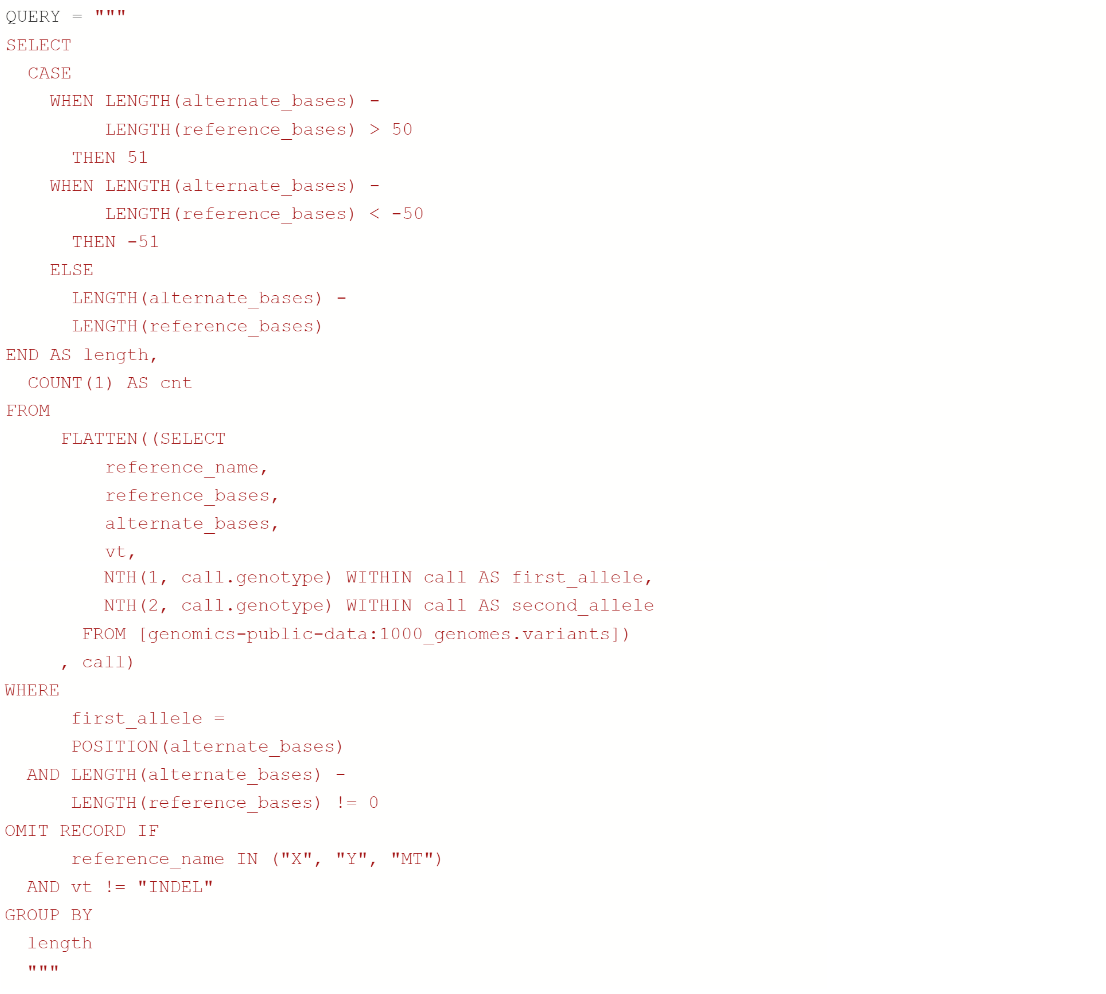 QUERY = """
SELECT
  CASE
    WHEN LENGTH(alternate_bases) -
         LENGTH(reference_bases) > 50
      THEN 51
    WHEN LENGTH(alternate_bases) -
         LENGTH(reference_bases) < -50
      THEN -51
    ELSE
      LENGTH(alternate_bases) -
      LENGTH(reference_bases)
END AS length,
  COUNT(1) AS cnt
FROM
     FLATTEN((SELECT
         reference_name,
         reference_bases,
         alternate_bases,
         vt,
         NTH(1, call.genotype) WITHIN call AS first_allele,
         NTH(2, call.genotype) WITHIN call AS second_allele
       FROM [genomics-public-data:1000_genomes.variants])
     , call)
WHERE
      first_allele =
      POSITION(alternate_bases)
  AND LENGTH(alternate_bases) -
      LENGTH(reference_bases) != 0
OMIT RECORD IF
      reference_name IN ("X", "Y", "MT")
  AND vt != "INDEL"
GROUP BY
  length
  """